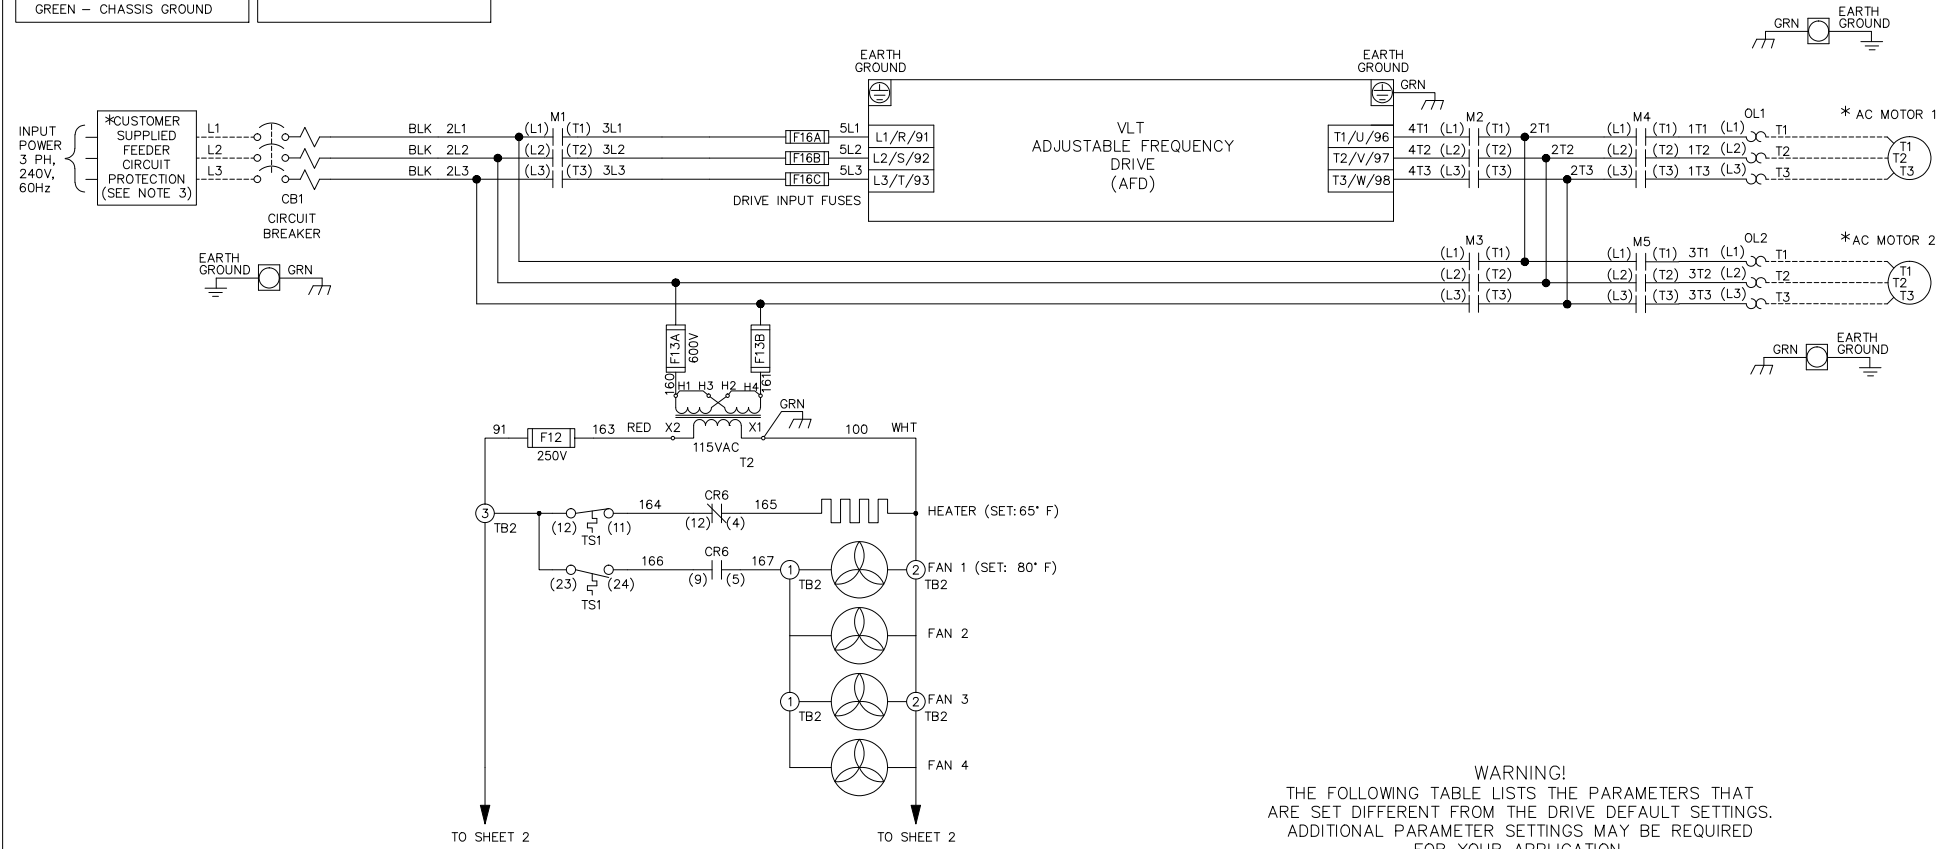 GREEN – CHASSIS GROUND
EARTH
GROUND
GRN
EARTH
GROUND
EARTH
GROUND
GRN
INPUT
POWER
3 PH,
240V,
60Hz
*CUSTOMER
SUPPLIED
FEEDER
CIRCUIT
PROTECTION
(SEE NOTE 3)
L1
L2
L3
CB1
CIRCUIT
BREAKER
BLK 2L1
BLK 2L2
BLK 2L3
M1
(L1) (T1) 3L1
(L2) (T2) 3L2
(L3) (T3) 3L3
F16A 5L1
F16B 5L2
F16C 5L3
DRIVE INPUT FUSES
L1/R/91
L2/S/92
L3/T/93
VLT
ADJUSTABLE FREQUENCY
DRIVE
(AFD)
T1/U/96
T2/V/97
T3/W/98
M2
4T1 (L1) (T1) 2T1
4T2 (L2) (T2) 2T2
4T3 (L3) (T3) 2T3
M4
(L1) (T1) 1T1 (L1)
(L2) (T2) 1T2 (L2)
(L3) (T3) 1T3 (L3)
OL1
T1
T2
T3
* AC MOTOR 1
T1
T2
T3
EARTH
GROUND
GRN
M3
(L1) (T1)
(L2) (T2)
(L3) (T3)
M5
(L1) (T1) 3T1 (L1)
(L2) (T2) 3T2 (L2)
(L3) (T3) 3T3 (L3)
OL2
T1
T2
T3
*AC MOTOR 2
T1
T2
T3
GRN
EARTH
GROUND
F13A
600V
F13B
160
161
H1 H3 H2 H4
GRN
91
F12
250V
163 RED X2
X1
115VAC
T2
100 WHT
3
TB2
(12) (11)
TS1
164
CR6
(12) (4)
165
HEATER (SET: 65° F)
(23) (24)
TS1
166
CR6
(9) (5)
167
1
TB2
2
TB2
FAN 1 (SET: 80° F)
FAN 2
1
TB2
2
TB2
FAN 3
FAN 4
TO SHEET 2
TO SHEET 2
WARNING!
THE FOLLOWING TABLE LISTS THE PARAMETERS THAT
ARE SET DIFFERENT FROM THE DRIVE DEFAULT SETTINGS.
ADDITIONAL PARAMETER SETTINGS MAY BE REQUIRED
FOR YOUR APPLICATION